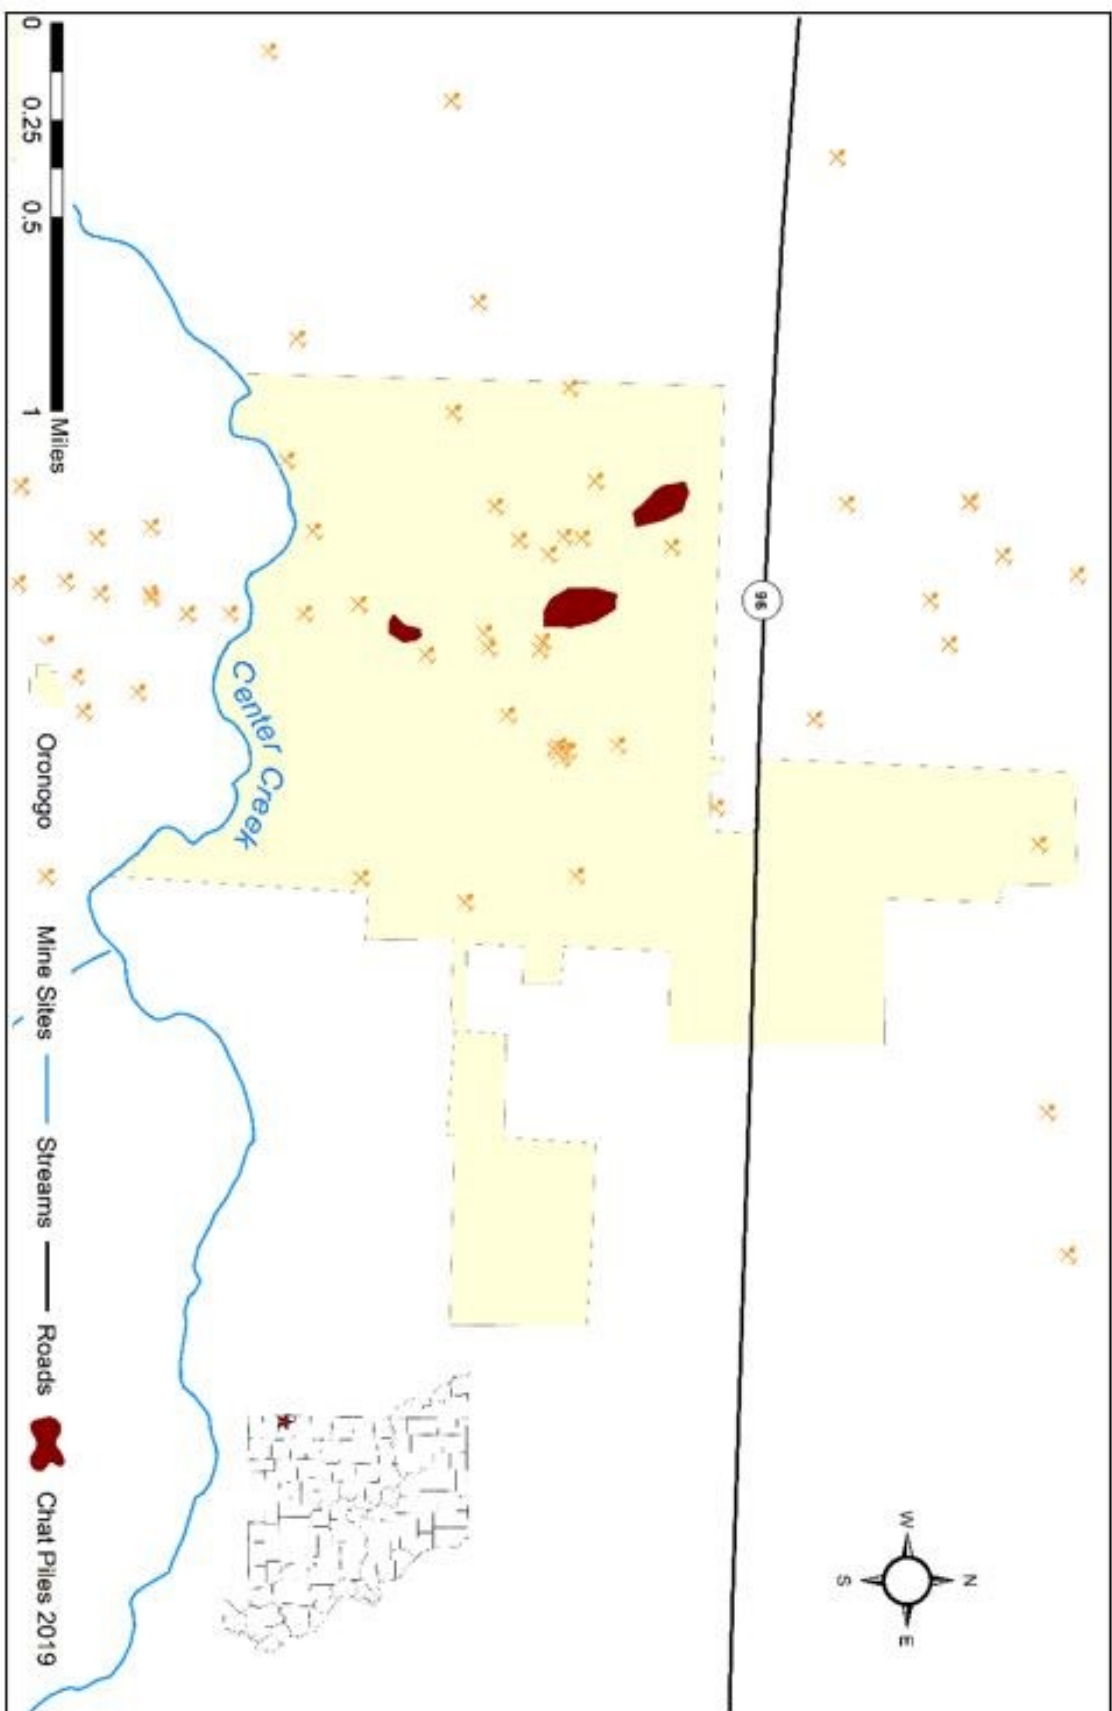 N
W
E
S
96
Center Creek
0 0.25 0.5 1
Miles
Oronogo
Mine Sites
Streams
Roads
Chat Piles 2019